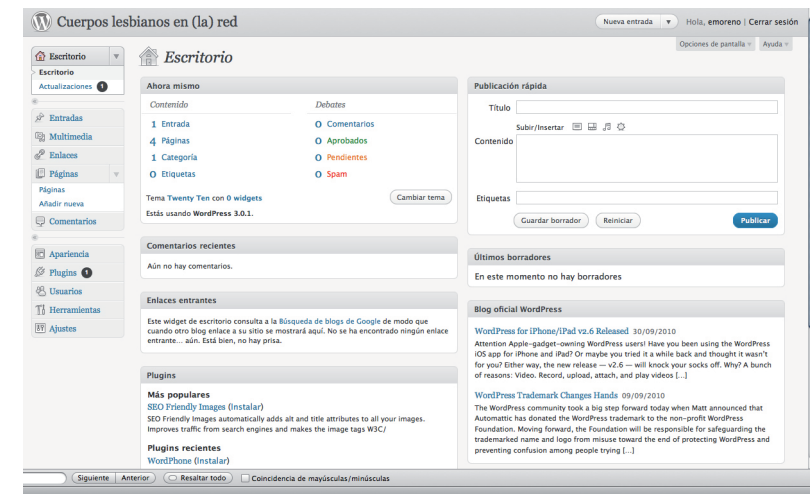 Cuerpos lesbianos en (la) red
Nueva entrada
Hola, emoreno | Cerrar sesión
Opciones de pantalla
Ayuda
Escritorio
Escritorio
Actualizaciones 1
Entradas
Multimedia
Enlaces
Páginas
Páginas
Añadir nueva
Comentarios
Apariencia
Plugins 1
Usuarios
Herramientas
Ajustes
Escritorio
Ahora mismo
Contenido
Debates
1 Entrada
0 Comentarios
4 Páginas
0 Aprobados
1 Categoría
0 Pendientes
0 Etiquetas
0 Spam
Tema Twenty Ten con 0 widgets
Cambiar tema
Estás usando WordPress 3.0.1.
Comentarios recientes
Aún no hay comentarios.
Enlaces entrantes
Este widget de escritorio consulta a la Búsqueda de blogs de Google de modo que
cuando otro blog enlace a su sitio se mostrará aquí. No se ha encontrado ningún enlace
entrante... aún. Está bien, no hay prisa.
Plugins
Más populares
SEO Friendly Images (Instalar)
SEO Friendly Images automatically adds alt and title attributes to all your images.
Improves traffic from search engines and makes the image tags W3C/
Plugins recientes
WordPhone (Instalar)
Publicación rápida
Título
Subir/Insertar
Contenido
Etiquetas
Guardar borrador
Reiniciar
Publicar
Últimos borradores
En este momento no hay borradores
Blog oficial WordPress
WordPress for iPhone/iPad v2.6 Released 30/09/2010
Attention Apple-gadget-owning WordPress users! Have you been using the WordPress
iOS app for iPhone and iPad? Or maybe you tried it a while back and thought it wasn't
for you? Either way, the new release — v2.6 — will knock your socks off. Why? A bunch
of reasons: Video. Record, upload, attach, and play videos [...]
WordPress Trademark Changes Hands 09/09/2010
The WordPress community took a big step forward today when Matt announced that
Automattic has donated the WordPress trademark to the non-profit WordPress
Foundation. Moving forward, the Foundation will be responsible for safeguarding the
trademarked name and logo from misuse toward the end of protecting WordPress and
preventing confusion among people trying [...]
Siguiente
Anterior
Resaltar todo
Coincidencia de mayúsculas/minúsculas